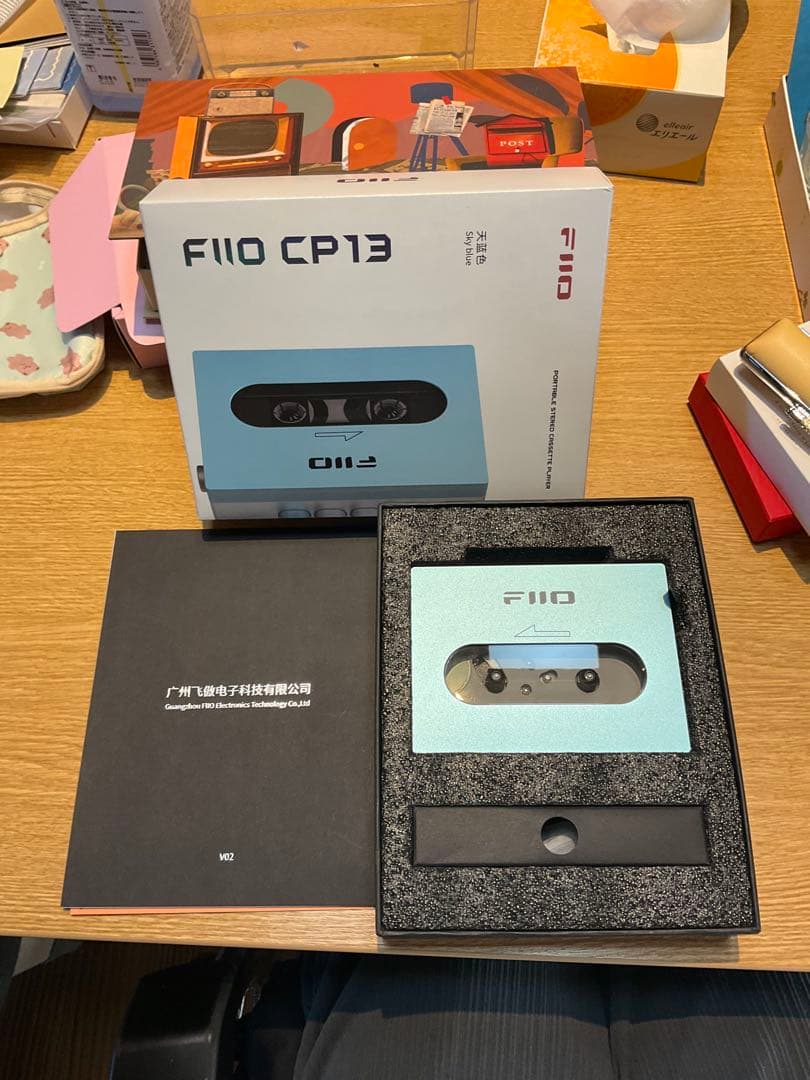 elleair
エリエール
POST
FIIO
FIIO CP13
天蓝色
Sky blue
FIIO
PORTABLE STEREO CASSETTE PLAYER
FIIO
FIIO
广州飞傲电子科技有限公司
Guangzhou FIIO Electronics Technology Co.,Ltd
V02